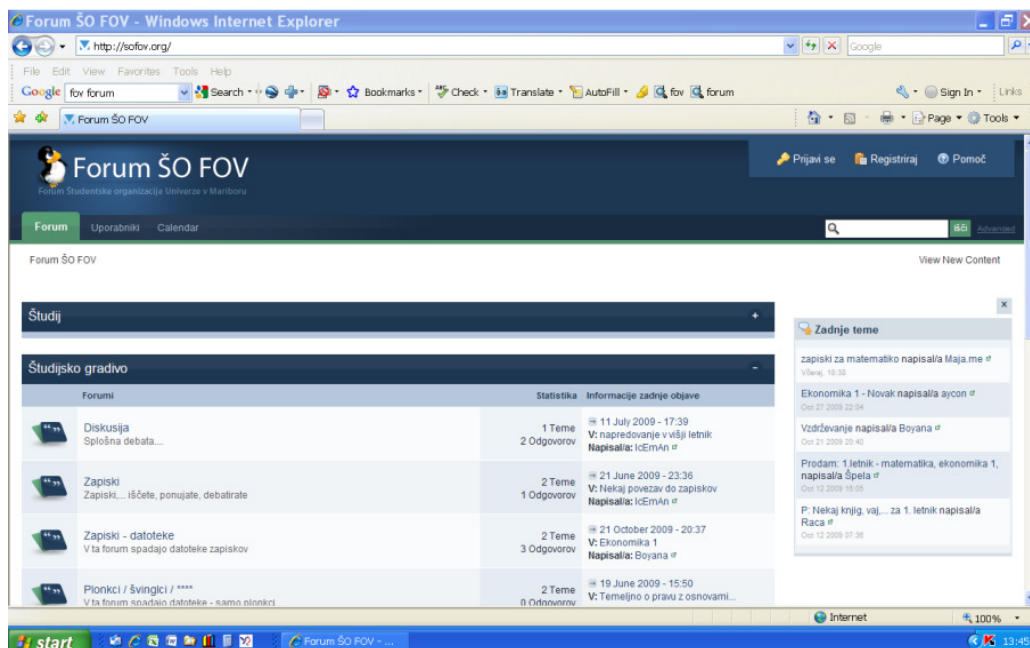 Forum ŠO FOV - Windows Internet Explorer
http://sofov.org/
Google
File Edit View Favorites Tools Help
Google fov forum Search Bookmarks Check Translate AutoFill fov forum Sign In Links
Forum ŠO FOV Page Tools
Forum ŠO FOV
Forum Študentske organizacije Univerze v Mariboru
Prijavi se Registriraj Pomoč
Forum Uporabniki Calendar
Išči Advanced
Forum ŠO FOV View New Content
Študij
Študijsko gradivo
Forumi Statistika Informacije zadnje objave
Diskusija
Splošna debata....
1 Teme
2 Odgovorov
11 July 2009 - 17:39
V: napredovanje v višji letnik
Napisal/a: IcEmAn
Zapiski
Zapiski,... iščete, ponujate, debatirate
2 Teme
1 Odgovorov
21 June 2009 - 23:36
V: Nekaj povezav do zapiskov
Napisal/a: IcEmAn
Zapiski - datoteke
V ta forum spadajo datoteke zapiskov
2 Teme
3 Odgovorov
21 October 2009 - 20:37
V: Ekonomika 1
Napisal/a: Boyana
Plonkci / švinglci / ****
V ta forum spadajo datoteke - samo plonkci
2 Teme
0 Odgovorov
19 June 2009 - 15:50
V: Temeljno o pravu z osnovami...
Zadnje teme
zapiski za matematiko napisal/a Maja.me
Včeraj, 18:38
Ekonomika 1 - Novak napisal/a aycon
Oct 27 2009 22:04
Vzdrževanje napisal/a Boyana
Oct 21 2009 20:40
Prodam: 1.letnik - matematika, ekonomika 1,
napisal/a Špela
Oct 12 2009 18:05
P: Nekaj knjig, vaj,... za 1. letnik napisal/a
Raca
Oct 12 2009 07:36
Internet 100%
start Forum ŠO FOV - ... 13:45